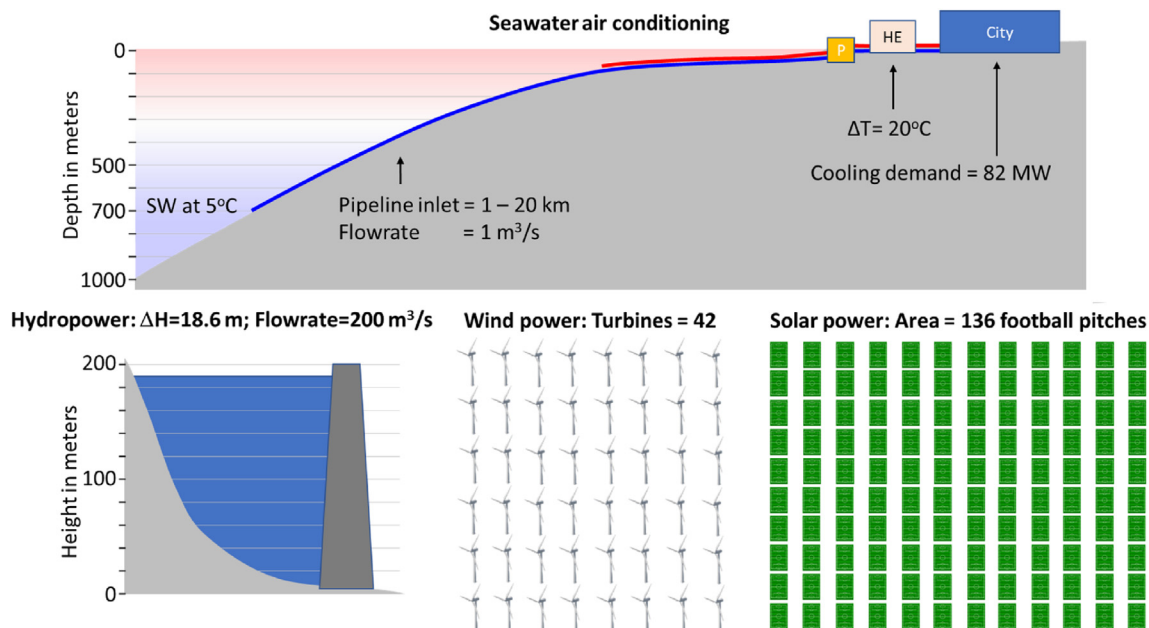 Seawater air conditioning
0
500
700
1000
Depth in meters
SW at 5°C
Pipeline inlet = 1 – 20 km
Flowrate = 1 m³/s
P
HE
City
ΔT= 20°C
Cooling demand = 82 MW
Hydropower: ΔH=18.6 m; Flowrate=200 m³/s
200
100
0
Height in meters
Wind power: Turbines = 42
Solar power: Area = 136 football pitches